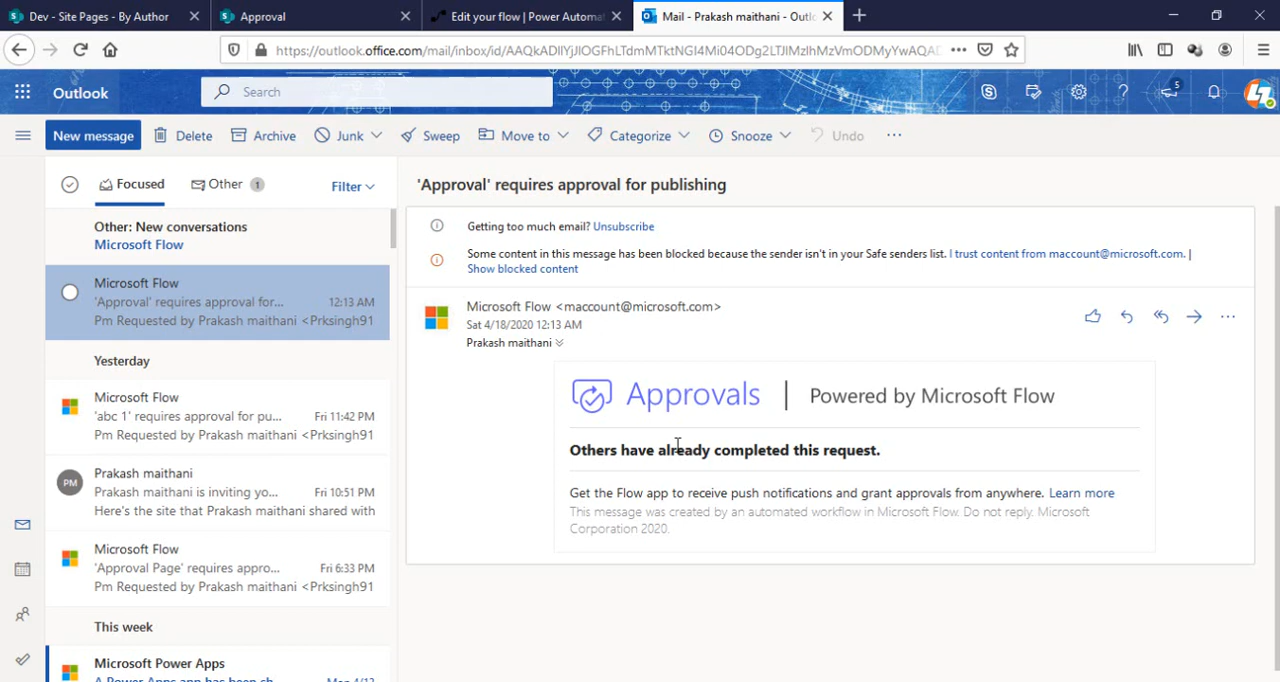 Dev - Site Pages - By Author
Approval
Edit your flow | Power Automa
Mail - Prakash maithani - Outlo
https://outlook.office.com/mail/inbox/id/
Outlook
Search
5
New message
Delete
Archive
Junk
Sweep
Move to
Categorize
Snooze
Undo
Focused
Other 1
Filter
Other: New conversations
Microsoft Flow
Microsoft Flow
'Approval' requires approval for... 12:13 AM
Pm Requested by Prakash maithani <Prksingh91
Yesterday
Microsoft Flow
'abc 1' requires approval for pu... Fri 11:42 PM
Pm Requested by Prakash maithani <Prksingh91
PM
Prakash maithani
Prakash maithani is inviting yo... Fri 10:51 PM
Here's the site that Prakash maithani shared with
Microsoft Flow
'Approval Page' requires appro... Fri 6:33 PM
Pm Requested by Prakash maithani <Prksingh91
This week
Microsoft Power Apps
'Approval' requires approval for publishing
Getting too much email? Unsubscribe
Some content in this message has been blocked because the sender isn't in your Safe senders list. I trust content from maccount@microsoft.com. |
Show blocked content
Microsoft Flow <maccount@microsoft.com>
Sat 4/18/2020 12:13 AM
Prakash maithani
Approvals | Powered by Microsoft Flow
Others have already completed this request.
Get the Flow app to receive push notifications and grant approvals from anywhere. Learn more
This message was created by an automated workflow in Microsoft Flow. Do not reply. Microsoft
Corporation 2020.